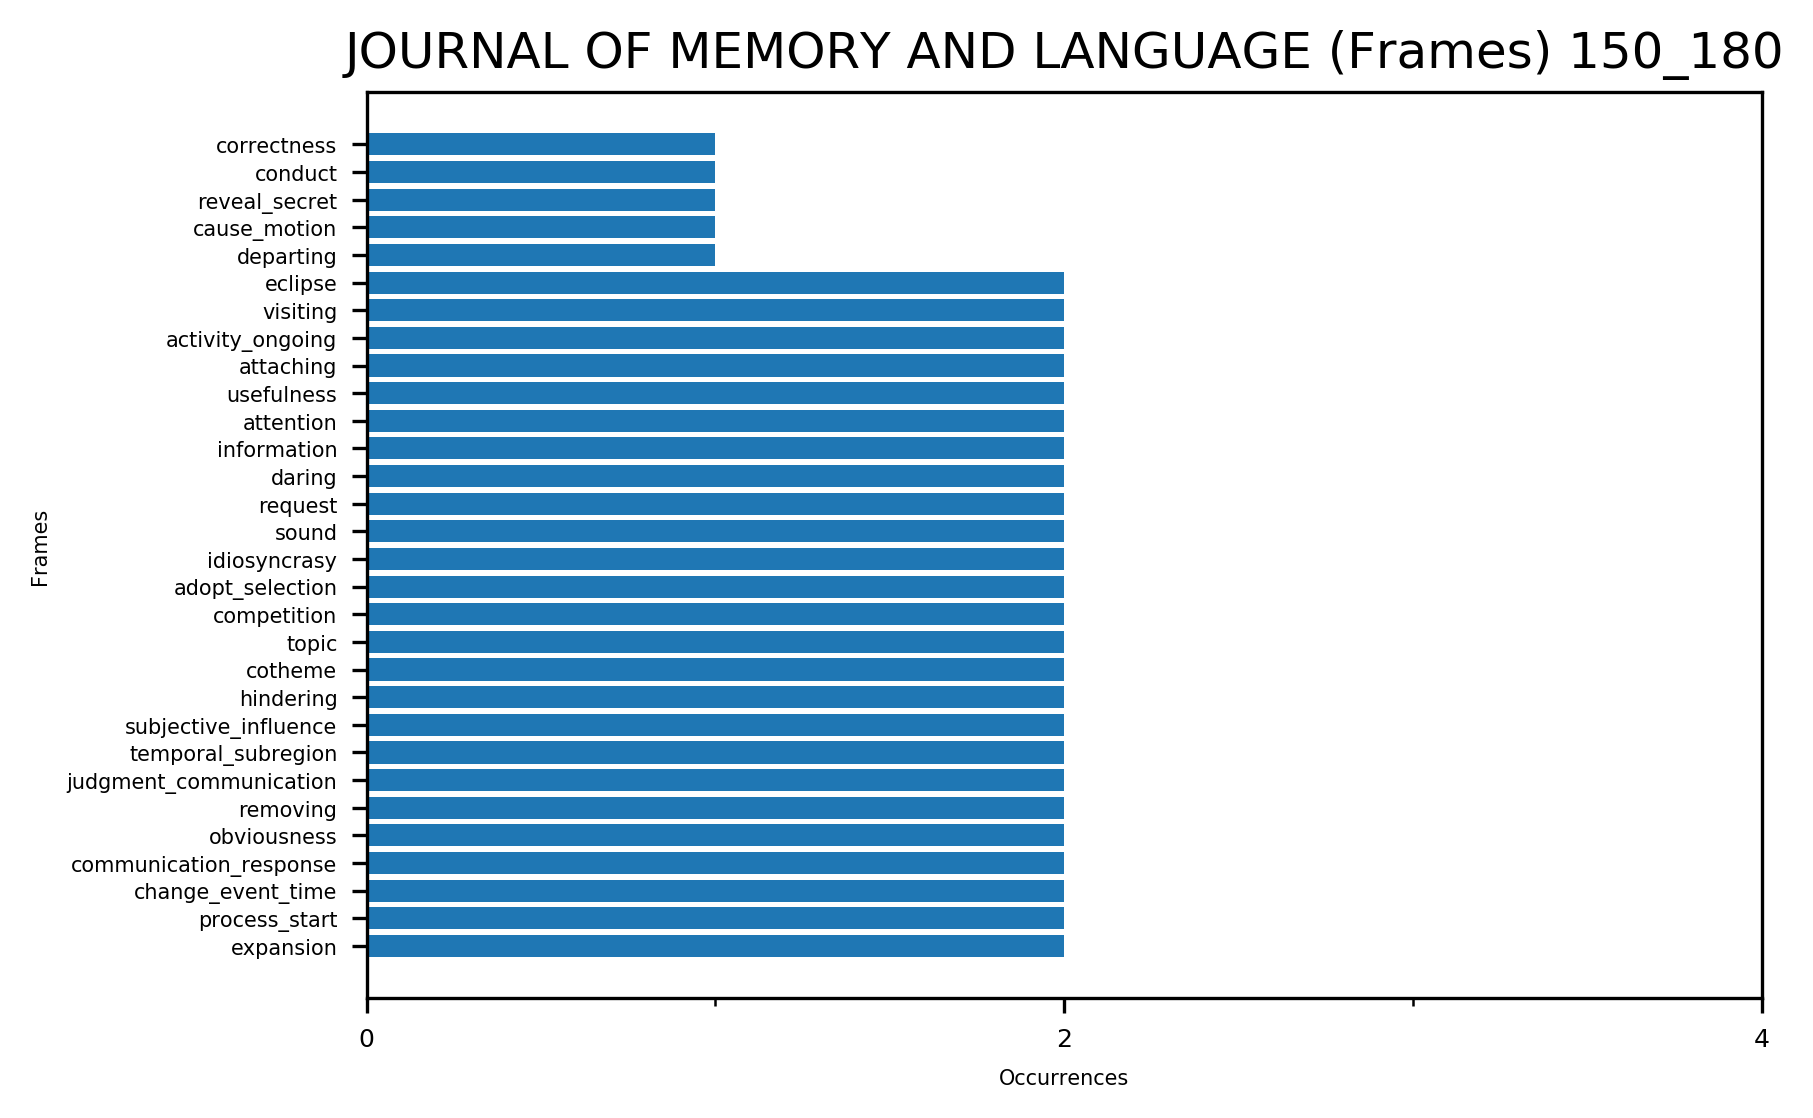 JOURNAL OF MEMORY AND LANGUAGE (Frames) 150_180
correctness
conduct
reveal_secret
cause_motion
departing
eclipse
visiting
activity_ongoing
attaching
usefulness
attention
information
daring
request
sound
idiosyncrasy
adopt_selection
competition
topic
cotheme
hindering
subjective_influence
temporal_subregion
judgment_communication
removing
obviousness
communication_response
change_event_time
process_start
expansion
Frames
0 2 4
Occurrences